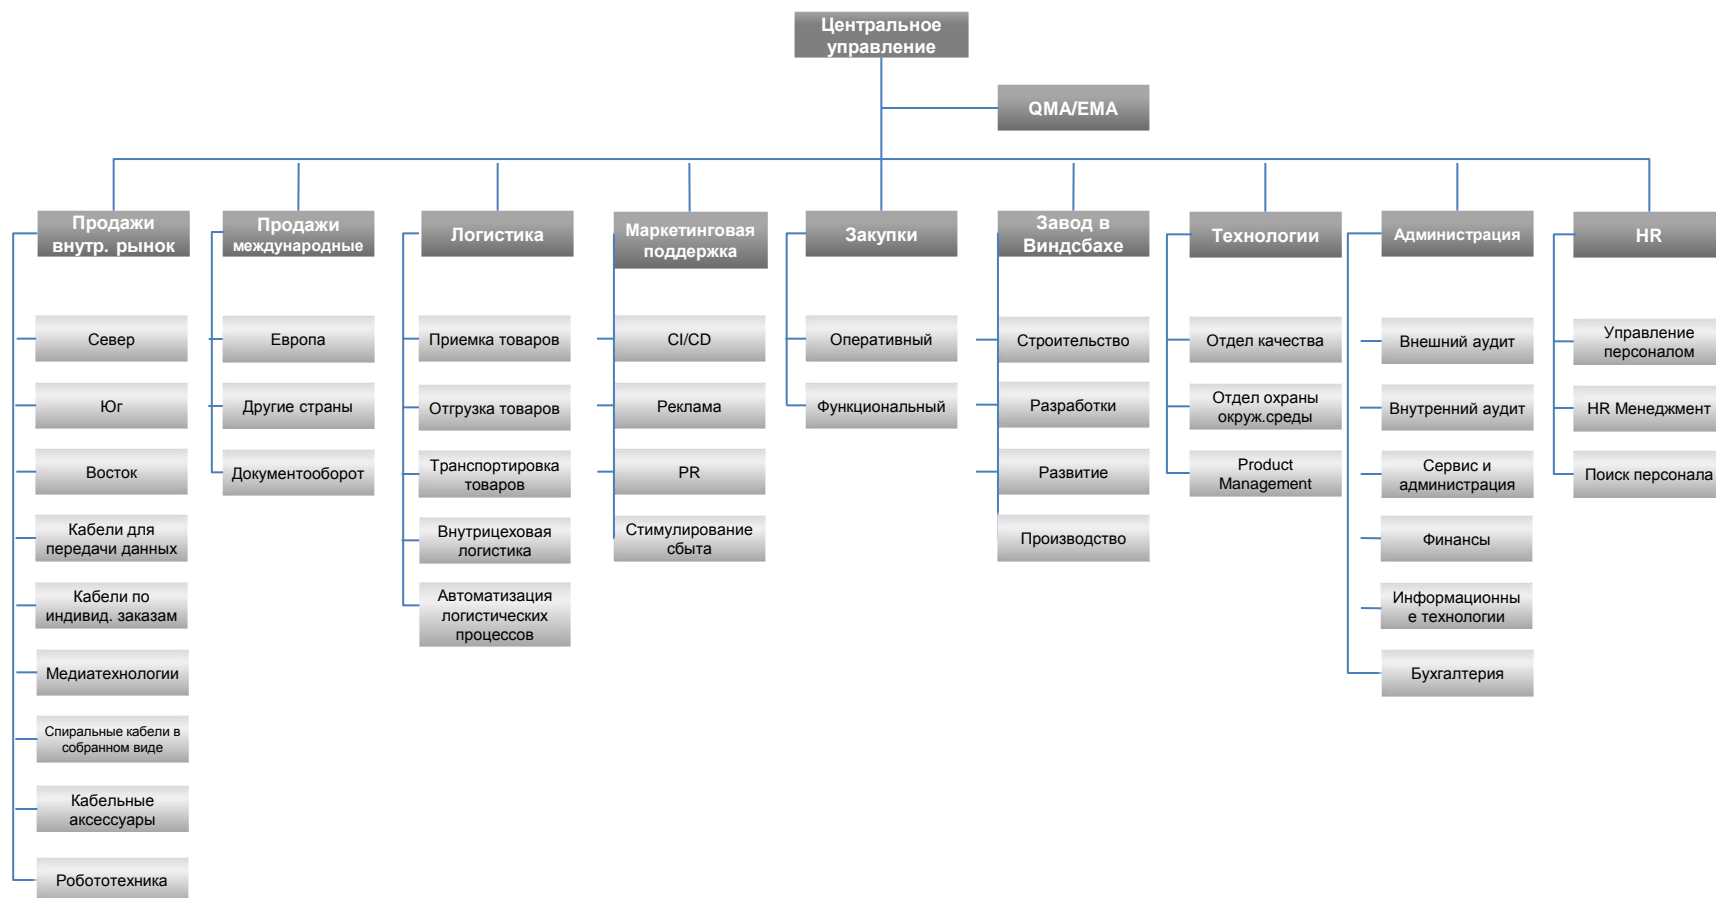 Центральное
управление
QMA/EMA
Продажи
внутр. рынок
Продажи
международные
Логистика
Маркетинговая
поддержка
Закупки
Завод в
Виндсбахе
Технологии
Администрация
HR
Север
Юг
Восток
Кабели для
передачи данных
Кабели по
индивид. заказам
Медиатехнологии
Спиральные кабели в
собранном виде
Кабельные
аксессуары
Робототехника
Европа
Другие страны
Документооборот
Приемка товаров
Отгрузка товаров
Транспортировка
товаров
Внутрицеховая
логистика
Автоматизация
логистических
процессов
CI/CD
Реклама
PR
Стимулирование
сбыта
Оперативный
Функциональный
Строительство
Разработки
Развитие
Производство
Отдел качества
Отдел охраны
окруж.среды
Product
Management
Внешний аудит
Внутренний аудит
Сервис и
администрация
Финансы
Информационны
е технологии
Бухгалтерия
Управление
персоналом
HR Менеджмент
Поиск персонала